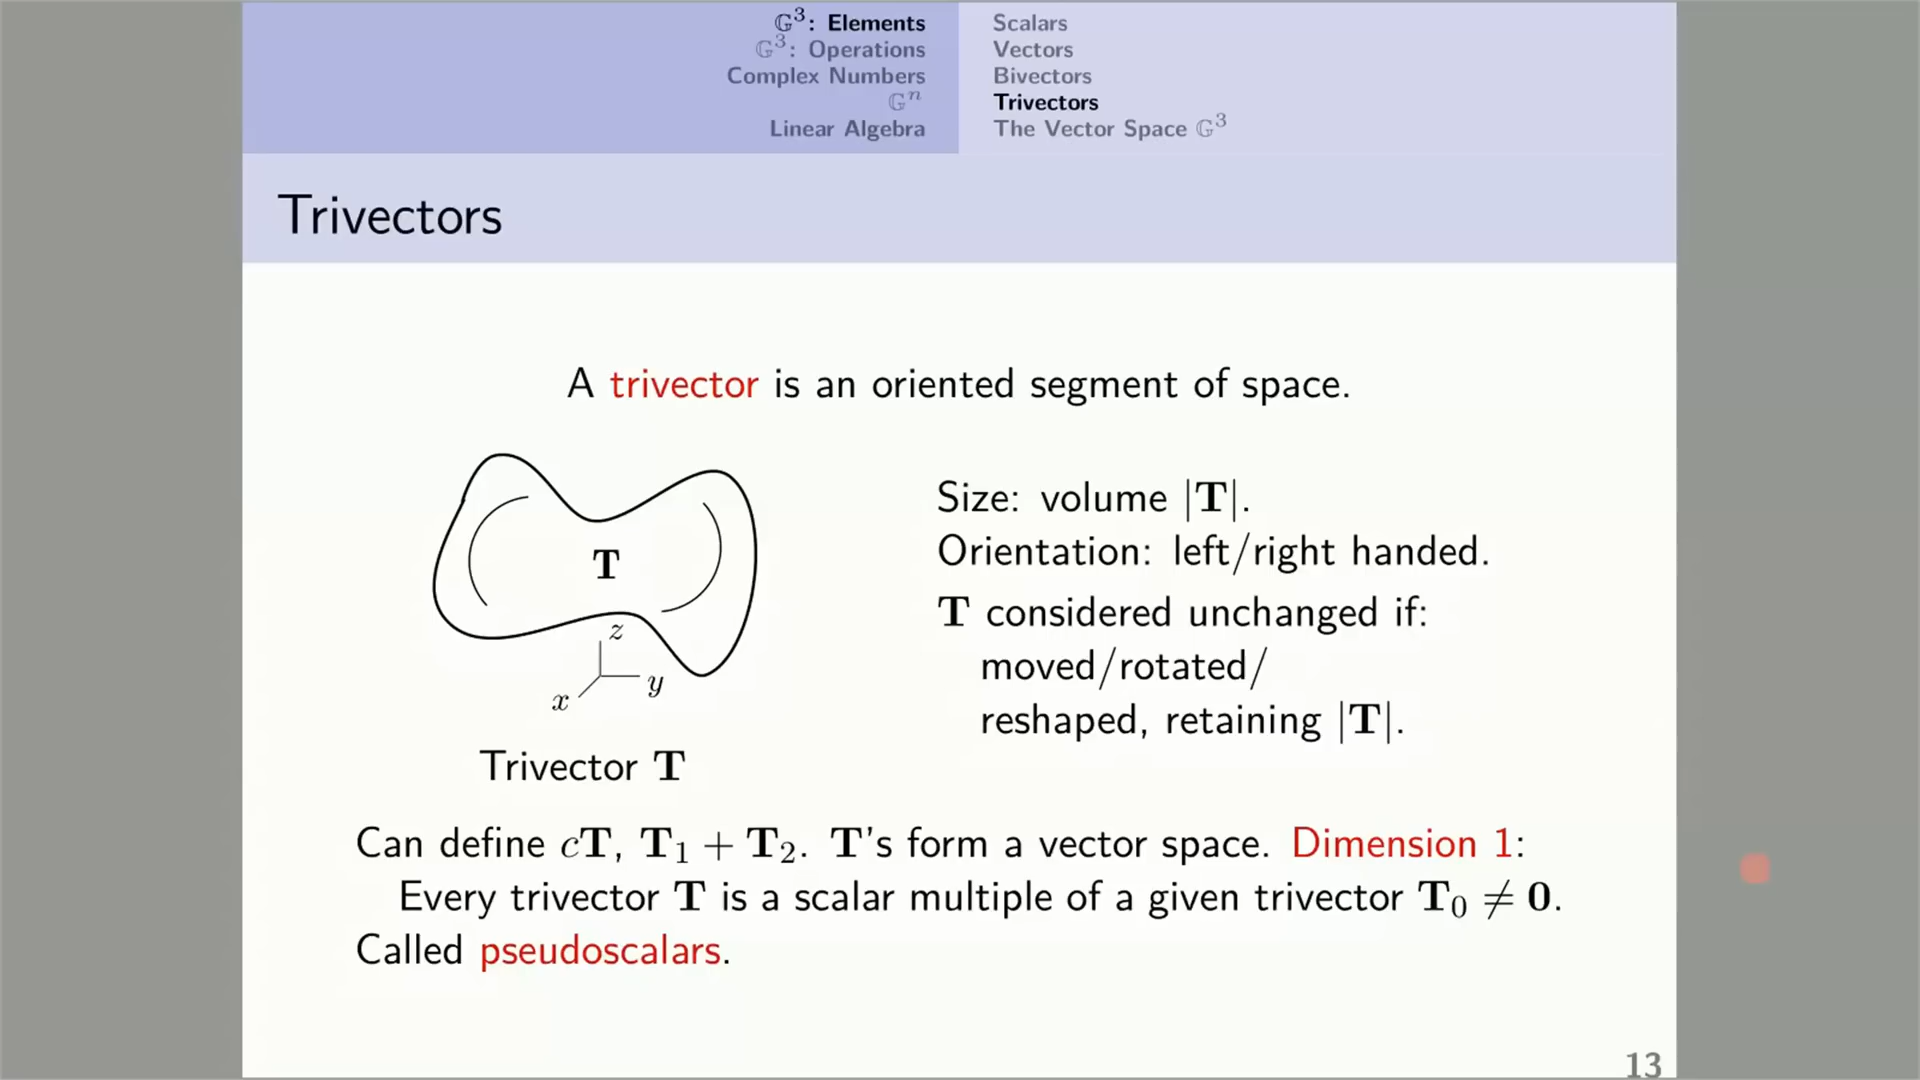 𝔾³: Elements
𝔾³: Operations
Complex Numbers
𝔾ⁿ
Linear Algebra
Scalars
Vectors
Bivectors
Trivectors
The Vector Space 𝔾³
Trivectors
A trivector is an oriented segment of space.
T
z
y
x
Trivector T
Size: volume |T|.
Orientation: left/right handed.
T considered unchanged if:
moved/rotated/
reshaped, retaining |T|.
Can define cT, T₁ + T₂. T's form a vector space. Dimension 1:
Every trivector T is a scalar multiple of a given trivector T₀ ≠ 0.
Called pseudoscalars.
13